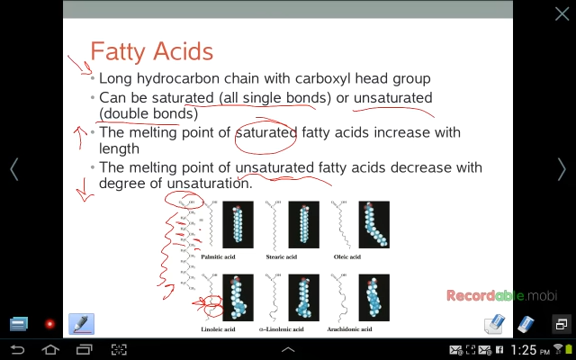 Fatty Acids
Long hydrocarbon chain with carboxyl head group
Can be saturated (all single bonds) or unsaturated
(double bonds)
The melting point of saturated fatty acids increase with
length
The melting point of unsaturated fatty acids decrease with
degree of unsaturation.
Palmitic acid
Stearic acid
Oleic acid
Recordable.mobi
Linoleic acid
α-Linolenic acid
Arachidonic acid
1:25 PM